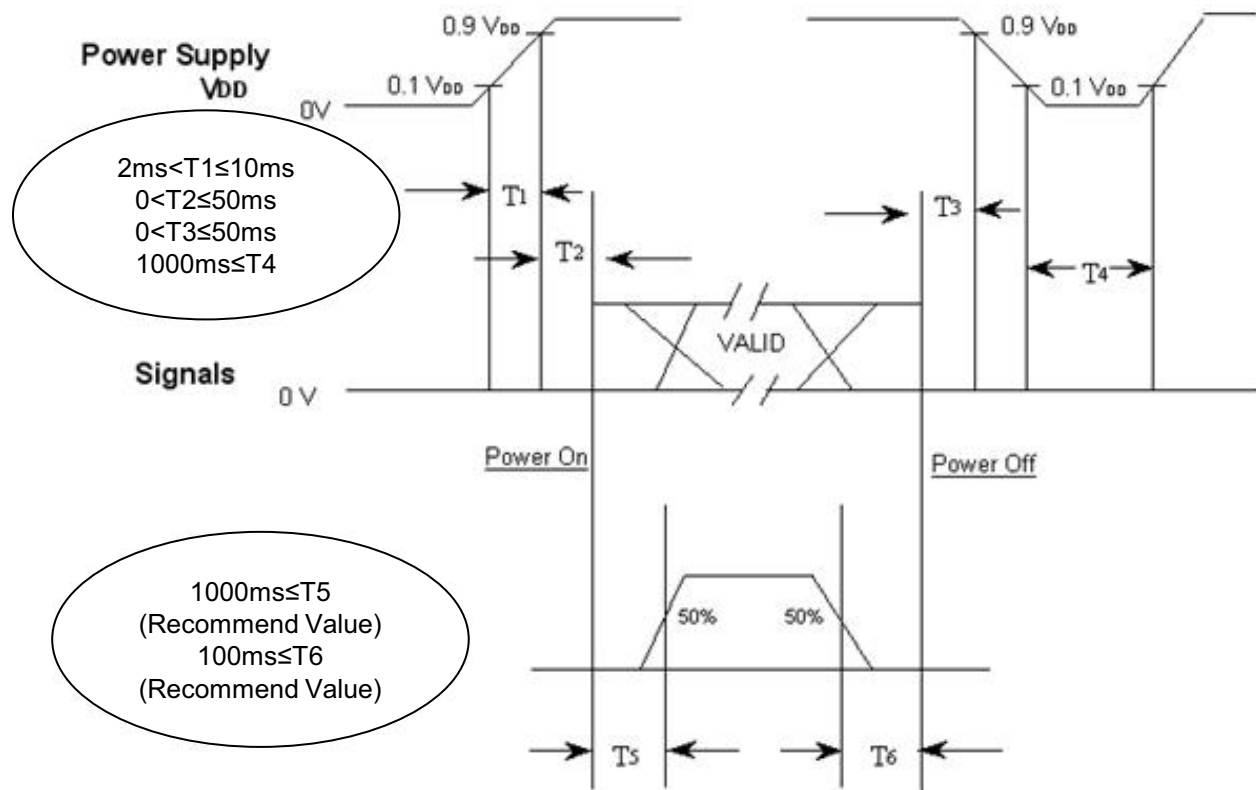 0.9 VDD
0.9 VDD
Power Supply
VDD
0.1 VDD
0.1 VDD
0V
2ms<T1≤10ms
0<T2≤50ms
0<T3≤50ms
1000ms≤T4
T1
T3
T2
T4
VALID
Signals
0 V
Power On
Power Off
1000ms≤T5
(Recommend Value)
100ms≤T6
(Recommend Value)
50%
50%
T5
T6